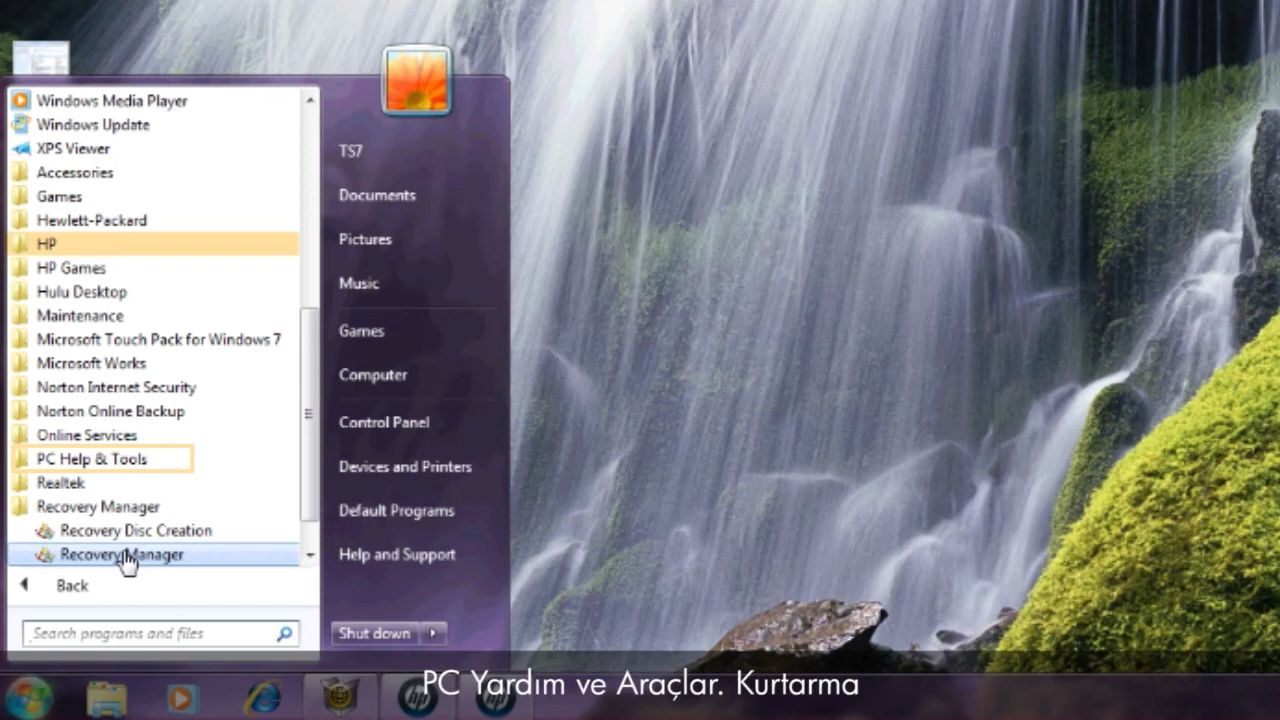 Windows Media Player
Windows Update
XPS Viewer
Accessories
Games
Hewlett-Packard
HP
HP Games
Hulu Desktop
Maintenance
Microsoft Touch Pack for Windows 7
Microsoft Works
Norton Internet Security
Norton Online Backup
Online Services
PC Help & Tools
Realtek
Recovery Manager
Recovery Disc Creation
Recovery Manager
Back
Search programs and files
TS7
Documents
Pictures
Music
Games
Computer
Control Panel
Devices and Printers
Default Programs
Help and Support
Shut down
hp
hp
PC Yardım ve Araçlar. Kurtarma